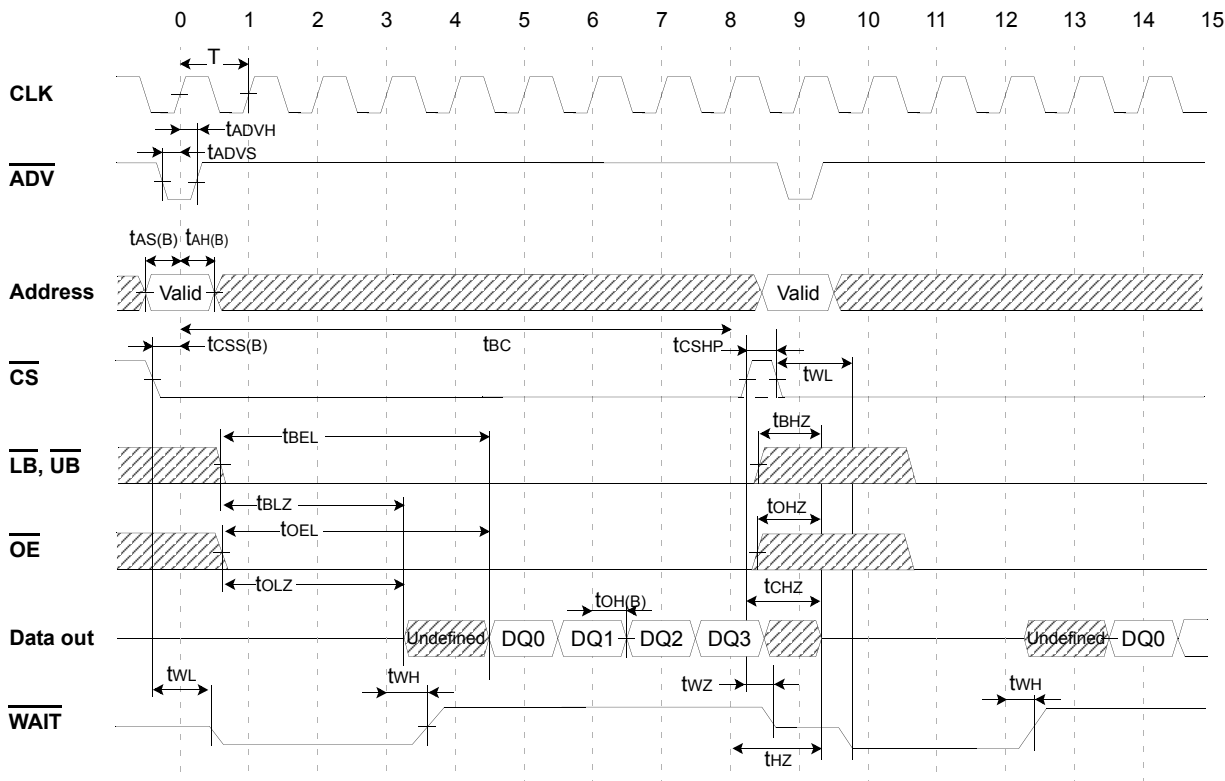 0 1 2 3 4 5 6 7 8 9 10 11 12 13 14 15
T
CLK
tADVH
tADVS
ADV
tAS(B) tAH(B)
Address Valid Valid
tCSS(B) tBC tCSHP
CS tWL
tBEL tBHZ
LB, UB
tBLZ
tOEL tOHZ
OE
tOLZ tCHZ
tOH(B)
Data out Undefined DQ0 DQ1 DQ2 DQ3 Undefined DQ0
tWL tWH tWZ tWH
WAIT
tHZ